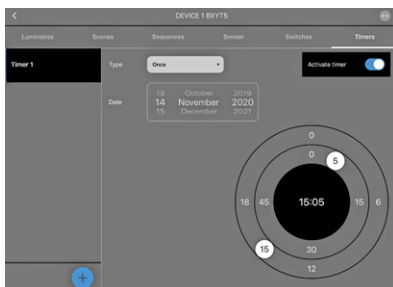 DEVICE 1 BXYT5
Luminaires Scenes Sequences Sensor Switches Timers
Timer 1
Type Once
Activate timer
Date
13 October 2019
14 November 2020
15 December 2021
0
0
5
18 45 15:05 15 6
15 30
12